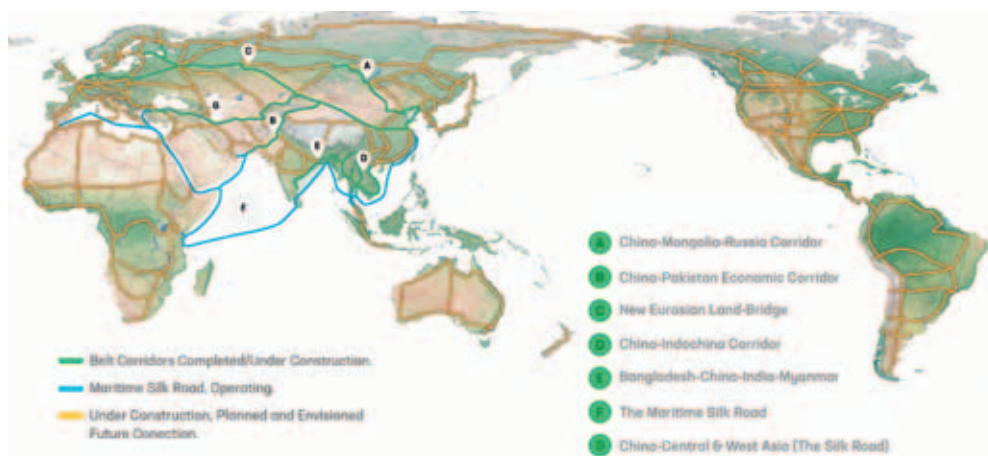 C
A
G
B
E
D
F
A China-Mongolia-Russia Corridor
B China-Pakistan Economic Corridor
C New Eurasian Land-Bridge
D China-Indochina Corridor
E Bangladesh-China-India-Myanmar
F The Maritime Silk Road
China-Central & West Asia (The Silk Road)
Belt Corridors Completed/Under Construction.
Maritime Silk Road, Operating.
Under Construction, Planned and Envisioned
Future Conection.